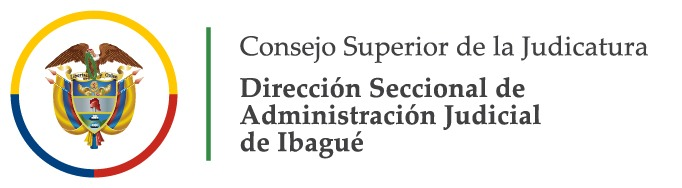 Consejo Superior de la Judicatura
Dirección Seccional de
Administración Judicial
de Ibagué